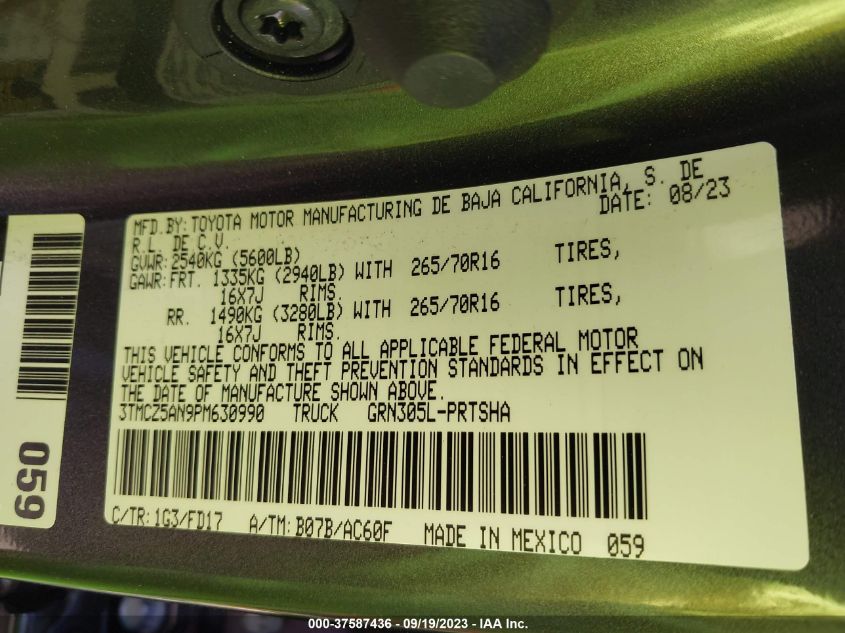 MFD.BY: TOYOTA MOTOR MANUFACTURING DE BAJA CALIFORNIA, S. DE
R.L. DE C.V. DATE: 08/23
GVWR: 2540KG (5600LB)
GAWR: FRT. 1335KG (2940LB) WITH 265/70R16 TIRES,
16X7J RIMS.
RR. 1490KG (3280LB) WITH 265/70R16 TIRES,
16X7J RIMS.
THIS VEHICLE CONFORMS TO ALL APPLICABLE FEDERAL MOTOR
VEHICLE SAFETY AND THEFT PREVENTION STANDARDS IN EFFECT ON
THE DATE OF MANUFACTURE SHOWN ABOVE.
3TMCZ5AN9PM630990 TRUCK GRN305L-PRTSHA
C/TR: 1G3/FD17 A/TM: B07B/AC60F MADE IN MEXICO 059
059
000-37587436 - 09/19/2023 - IAA Inc.